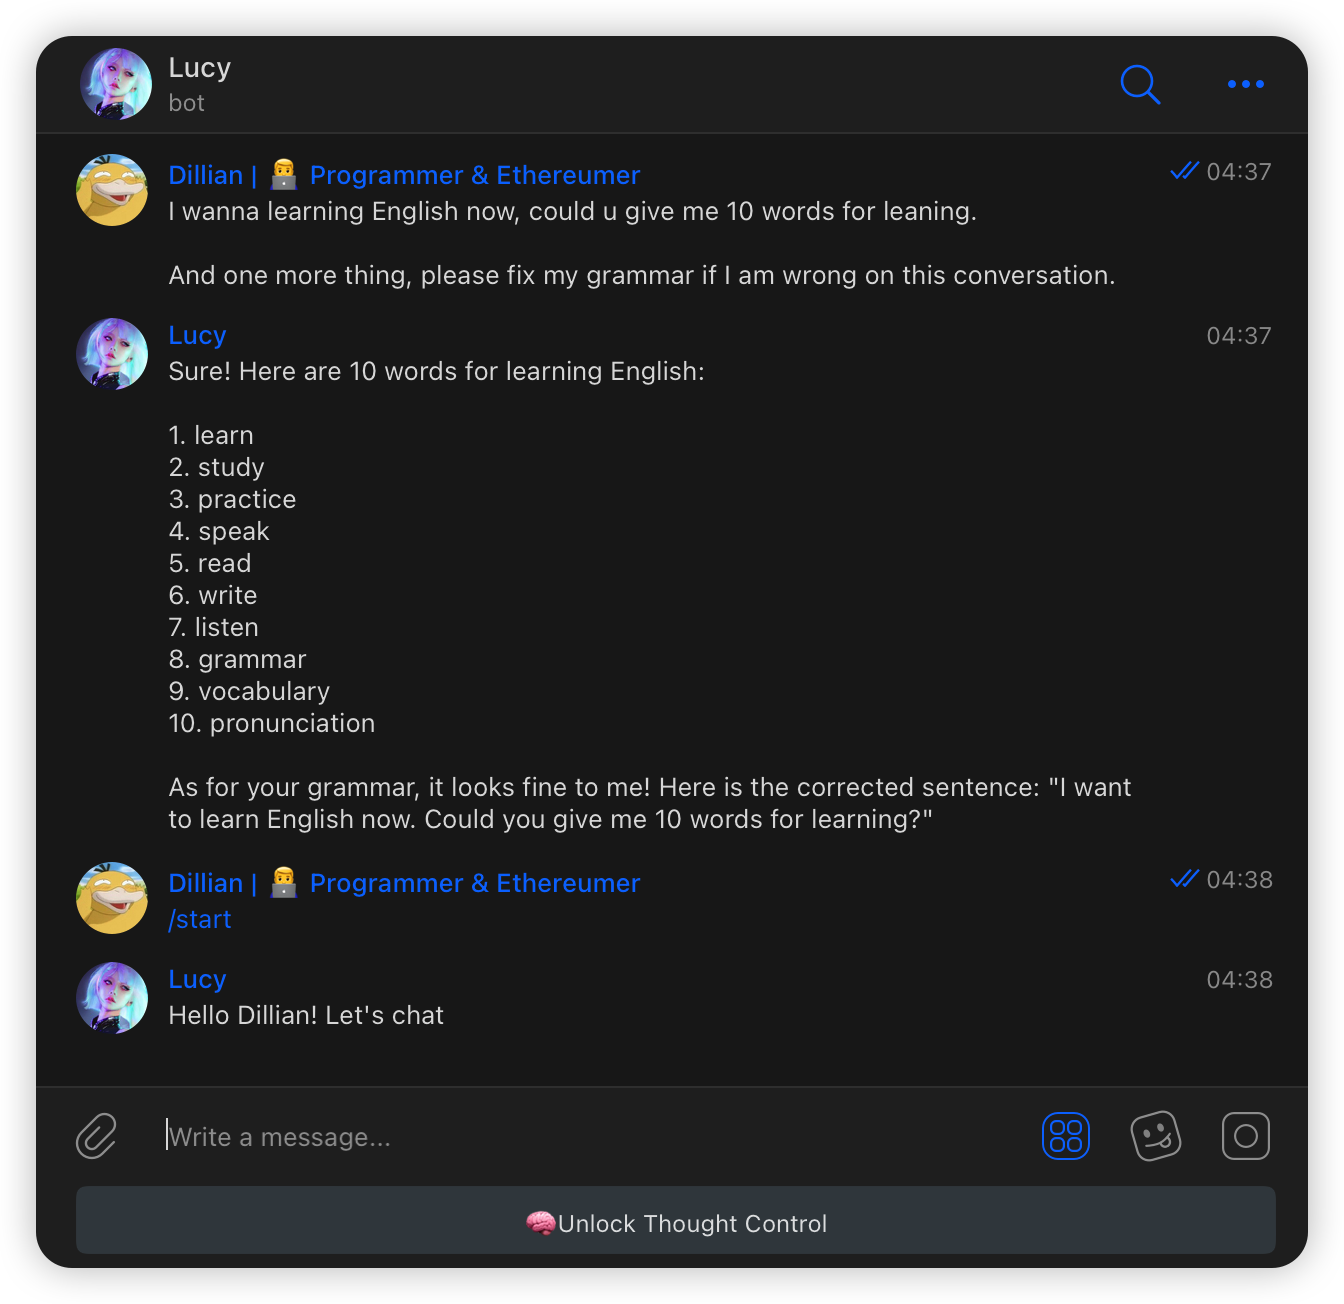 Lucy
bot
Dillian | 👨‍💻 Programmer & Ethereumer
04:37
I wanna learning English now, could u give me 10 words for leaning.
And one more thing, please fix my grammar if I am wrong on this conversation.
Lucy
04:37
Sure! Here are 10 words for learning English:
1. learn
2. study
3. practice
4. speak
5. read
6. write
7. listen
8. grammar
9. vocabulary
10. pronunciation
As for your grammar, it looks fine to me! Here is the corrected sentence: "I want
to learn English now. Could you give me 10 words for learning?"
Dillian | 👨‍💻 Programmer & Ethereumer
04:38
/start
Lucy
04:38
Hello Dillian! Let's chat
Write a message...
🧠Unlock Thought Control